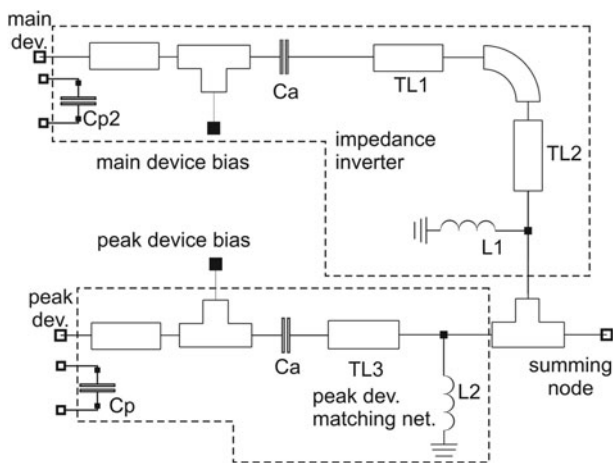 main
dev.
Cp2
main device bias
Ca
TL1
impedance
inverter
TL2
L1
peak device bias
peak
dev.
Cp
Ca
TL3
peak dev.
matching net.
L2
summing
node